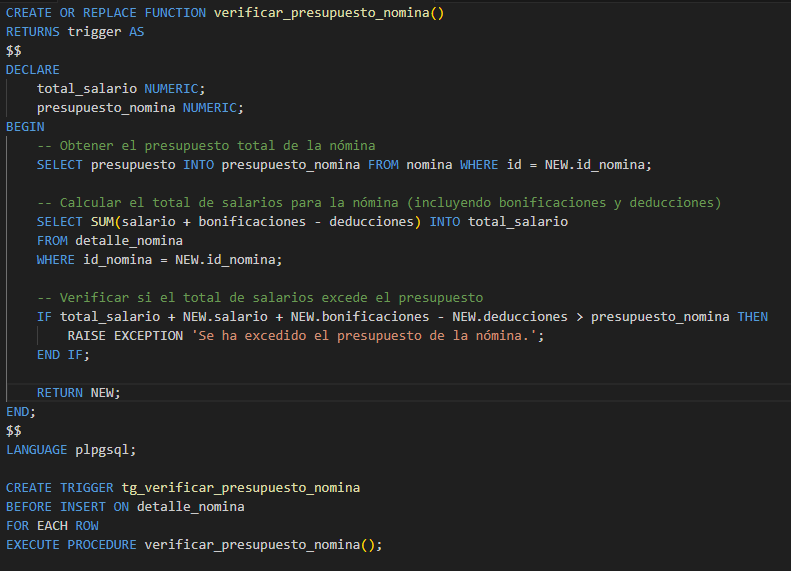 CREATE OR REPLACE FUNCTION verificar_presupuesto_nomina()
RETURNS trigger AS
$$
DECLARE
    total_salario NUMERIC;
    presupuesto_nomina NUMERIC;
BEGIN
    -- Obtener el presupuesto total de la nómina
    SELECT presupuesto INTO presupuesto_nomina FROM nomina WHERE id = NEW.id_nomina;

    -- Calcular el total de salarios para la nómina (incluyendo bonificaciones y deducciones)
    SELECT SUM(salario + bonificaciones - deducciones) INTO total_salario
    FROM detalle_nomina
    WHERE id_nomina = NEW.id_nomina;

    -- Verificar si el total de salarios excede el presupuesto
    IF total_salario + NEW.salario + NEW.bonificaciones - NEW.deducciones > presupuesto_nomina THEN
        RAISE EXCEPTION 'Se ha excedido el presupuesto de la nómina.';
    END IF;

    RETURN NEW;
END;
$$
LANGUAGE plpgsql;

CREATE TRIGGER tg_verificar_presupuesto_nomina
BEFORE INSERT ON detalle_nomina
FOR EACH ROW
EXECUTE PROCEDURE verificar_presupuesto_nomina();